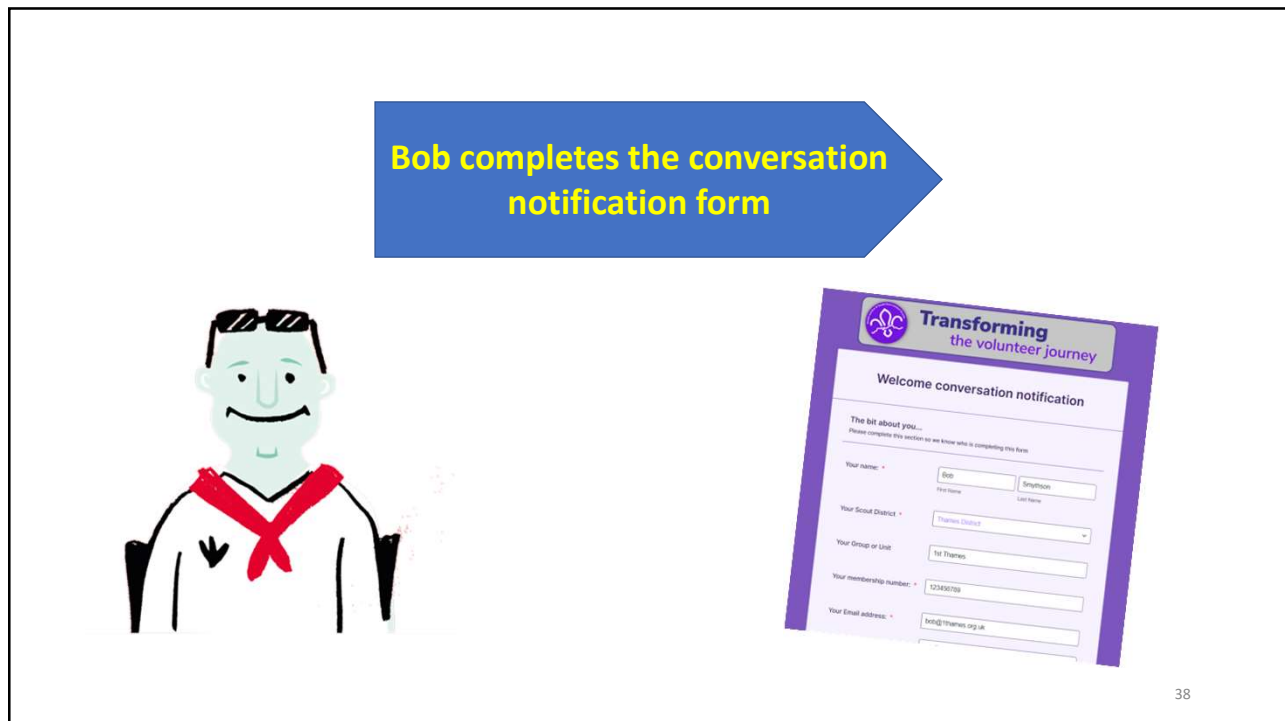 Bob completes the conversation
notification form
Transforming
the volunteer journey
Welcome conversation notification
The bit about you...
Please complete this section so we know who is completing this form
Your name: *
Bob
Smythson
First Name
Last Name
Your Scout District *
Thames District
Your Group or Unit
1st Thames
Your membership number: *
123456789
Your Email address: *
bob@1thames.org.uk
38